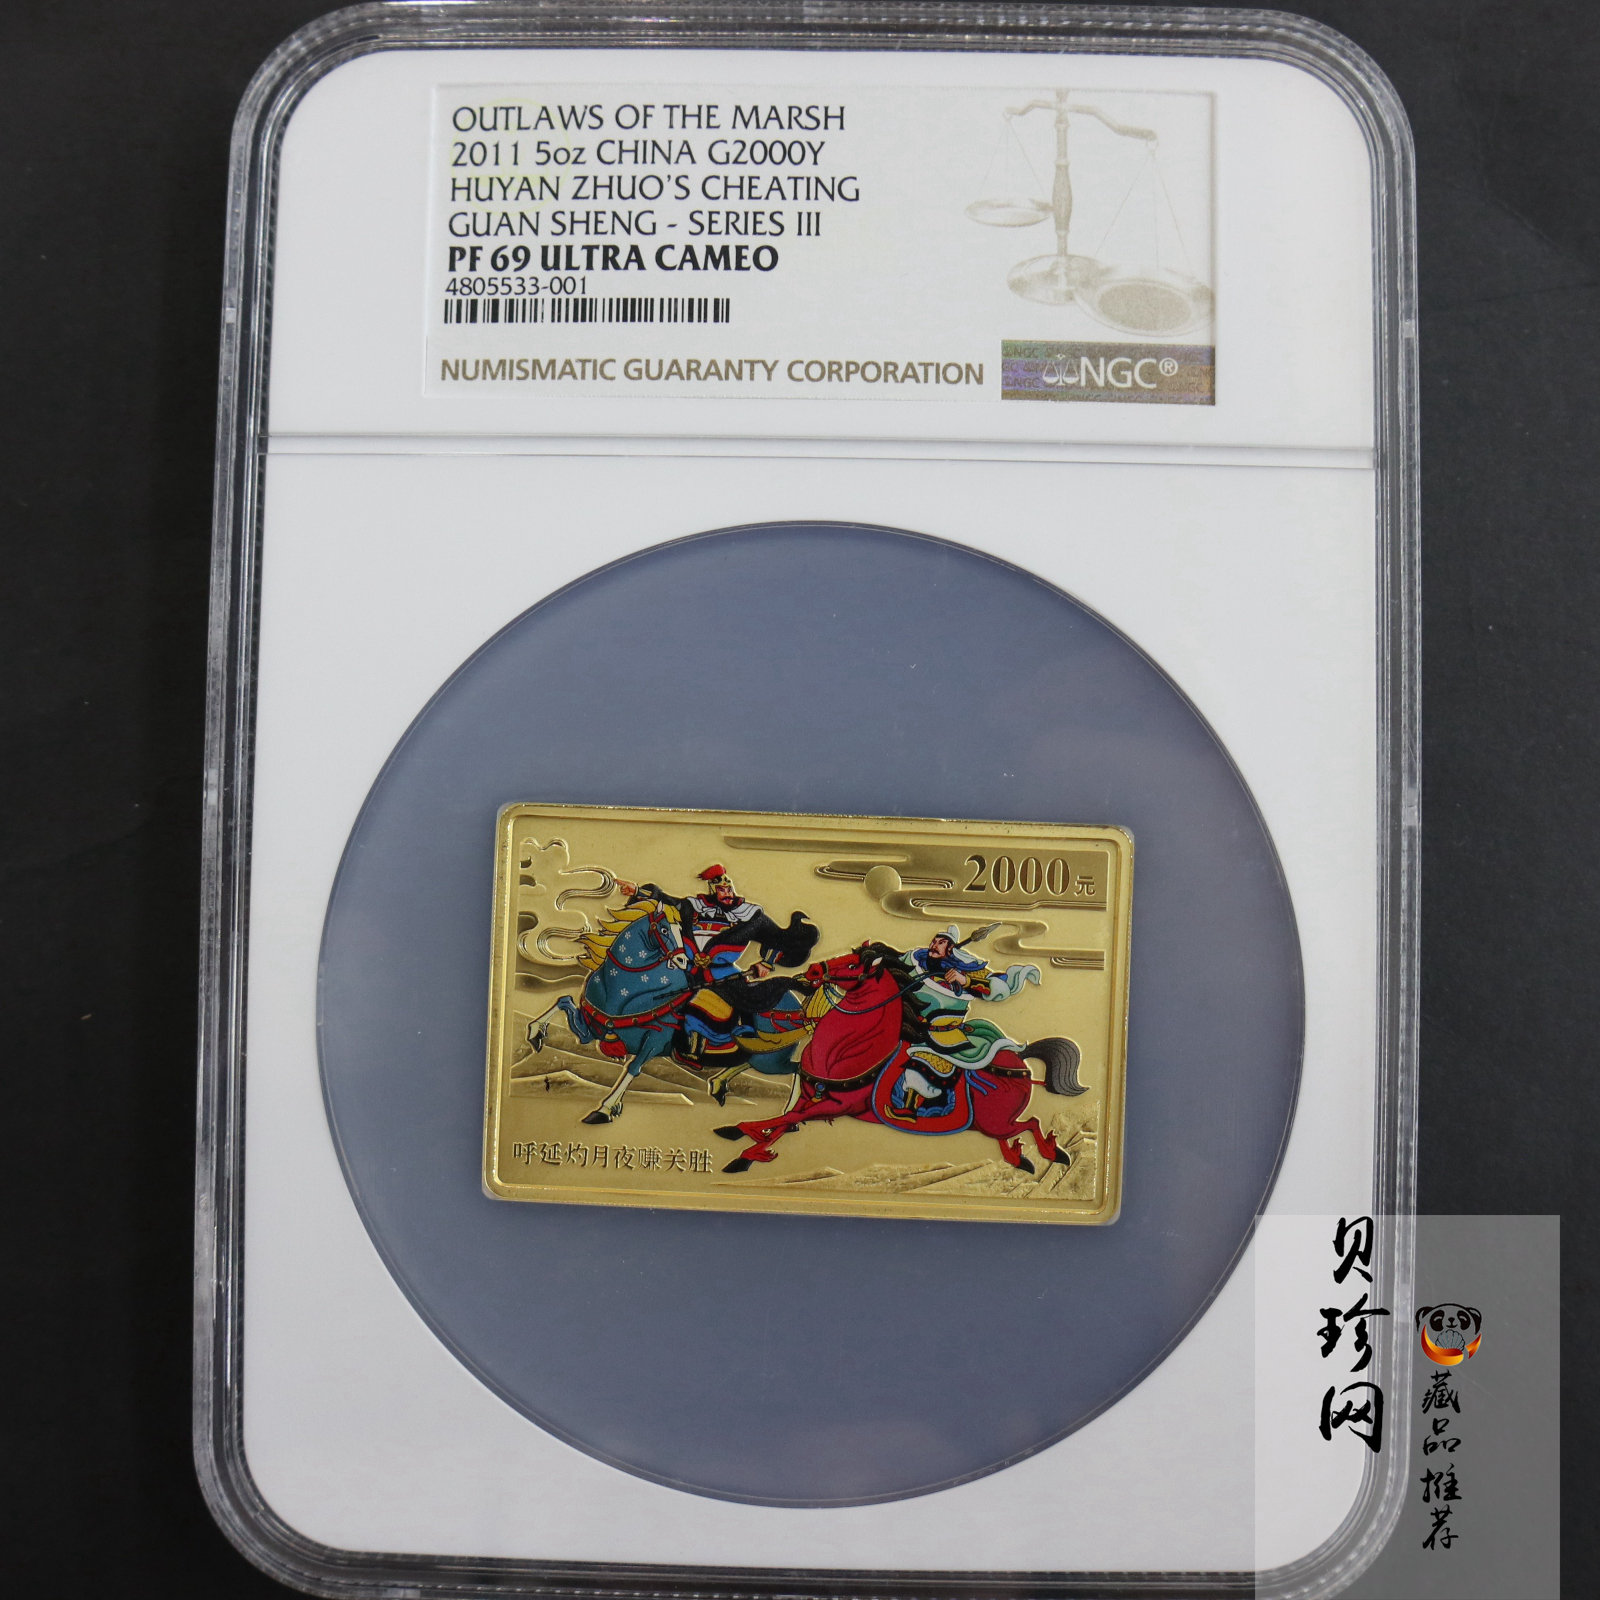 OUTLAWS OF THE MARSH
2011 5oz CHINA G2000Y
HUYAN ZHUO'S CHEATING
GUAN SHENG - SERIES III
PF 69 ULTRA CAMEO
4805533-001
NUMISMATIC GUARANTY CORPORATION
NGC®
2000元
呼延灼月夜赚关胜
贝珍网
藏品推荐